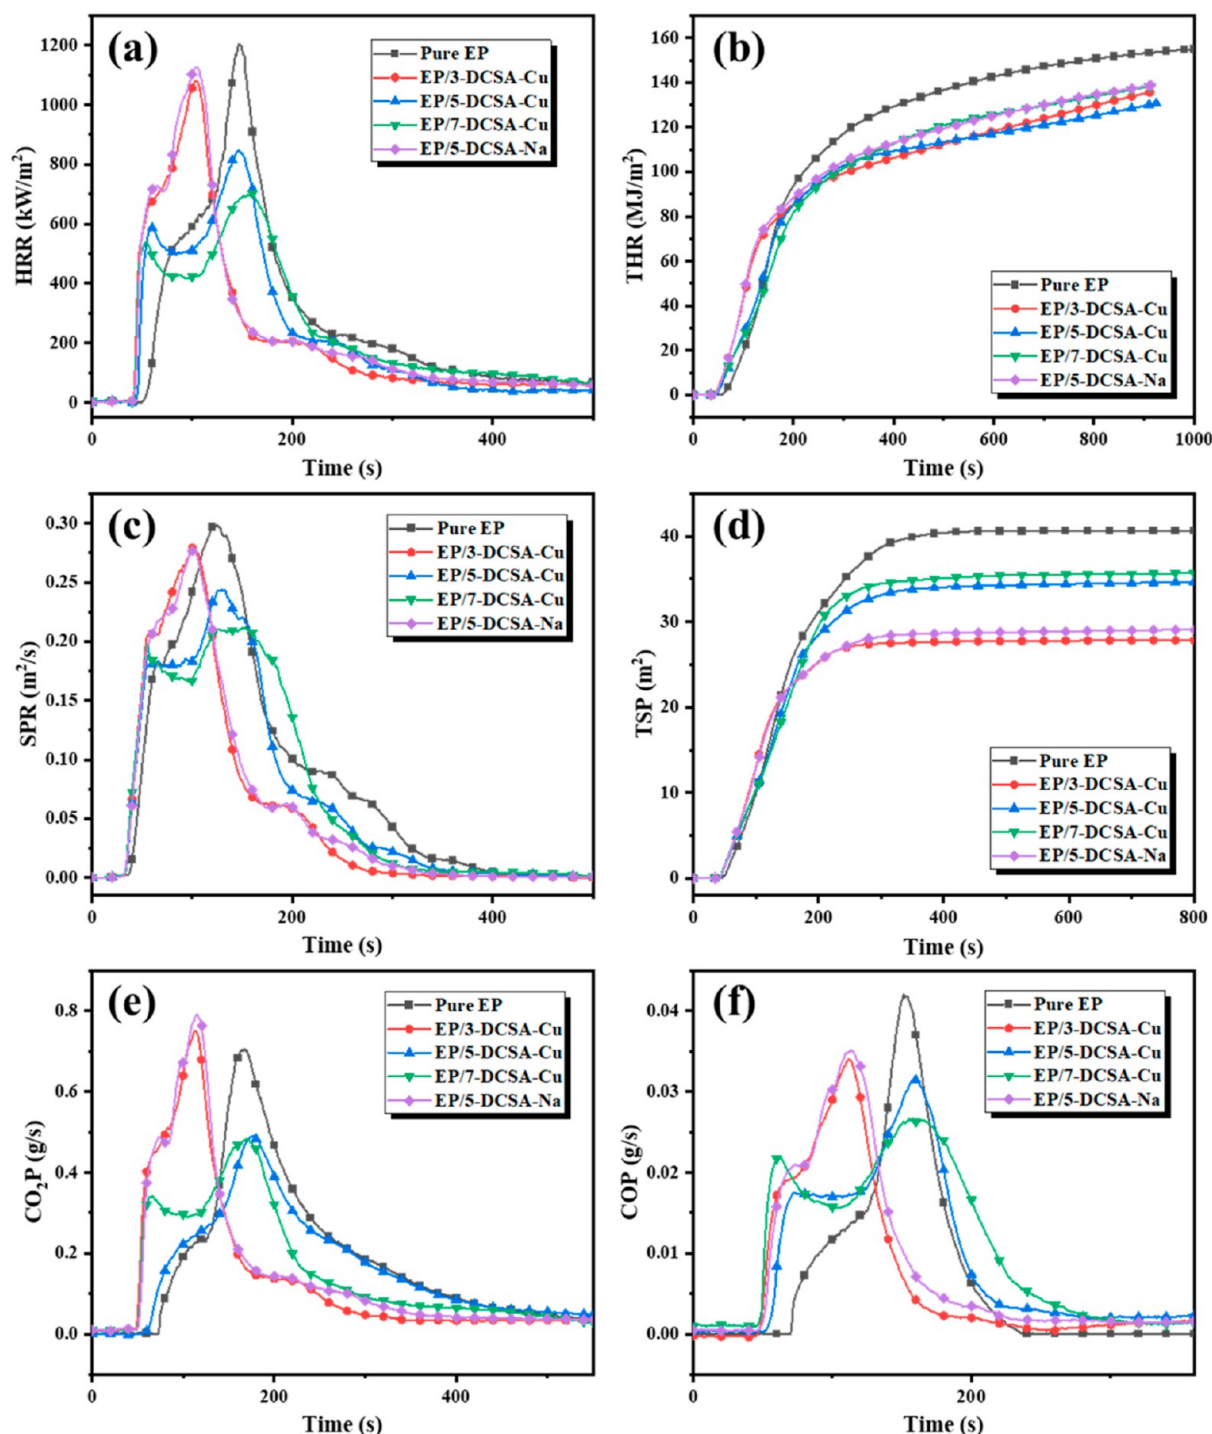 (a)
HRR (kW/m²)
1200
1000
800
600
400
200
0
Pure EP
EP/3-DCSA-Cu
EP/5-DCSA-Cu
EP/7-DCSA-Cu
EP/5-DCSA-Na
0 200 400
Time (s)
(b)
THR (MJ/m²)
160
140
120
100
80
60
40
20
0
Pure EP
EP/3-DCSA-Cu
EP/5-DCSA-Cu
EP/7-DCSA-Cu
EP/5-DCSA-Na
0 200 400 600 800 1000
Time (s)
(c)
SPR (m²/s)
0.30
0.25
0.20
0.15
0.10
0.05
0.00
Pure EP
EP/3-DCSA-Cu
EP/5-DCSA-Cu
EP/7-DCSA-Cu
EP/5-DCSA-Na
0 200 400
Time (s)
(d)
TSP (m²)
40
30
20
10
0
Pure EP
EP/3-DCSA-Cu
EP/5-DCSA-Cu
EP/7-DCSA-Cu
EP/5-DCSA-Na
0 200 400 600 800
Time (s)
(e)
CO₂P (g/s)
0.8
0.6
0.4
0.2
0.0
Pure EP
EP/3-DCSA-Cu
EP/5-DCSA-Cu
EP/7-DCSA-Cu
EP/5-DCSA-Na
0 200 400
Time (s)
(f)
COP (g/s)
0.04
0.03
0.02
0.01
0.00
Pure EP
EP/3-DCSA-Cu
EP/5-DCSA-Cu
EP/7-DCSA-Cu
EP/5-DCSA-Na
0 200
Time (s)